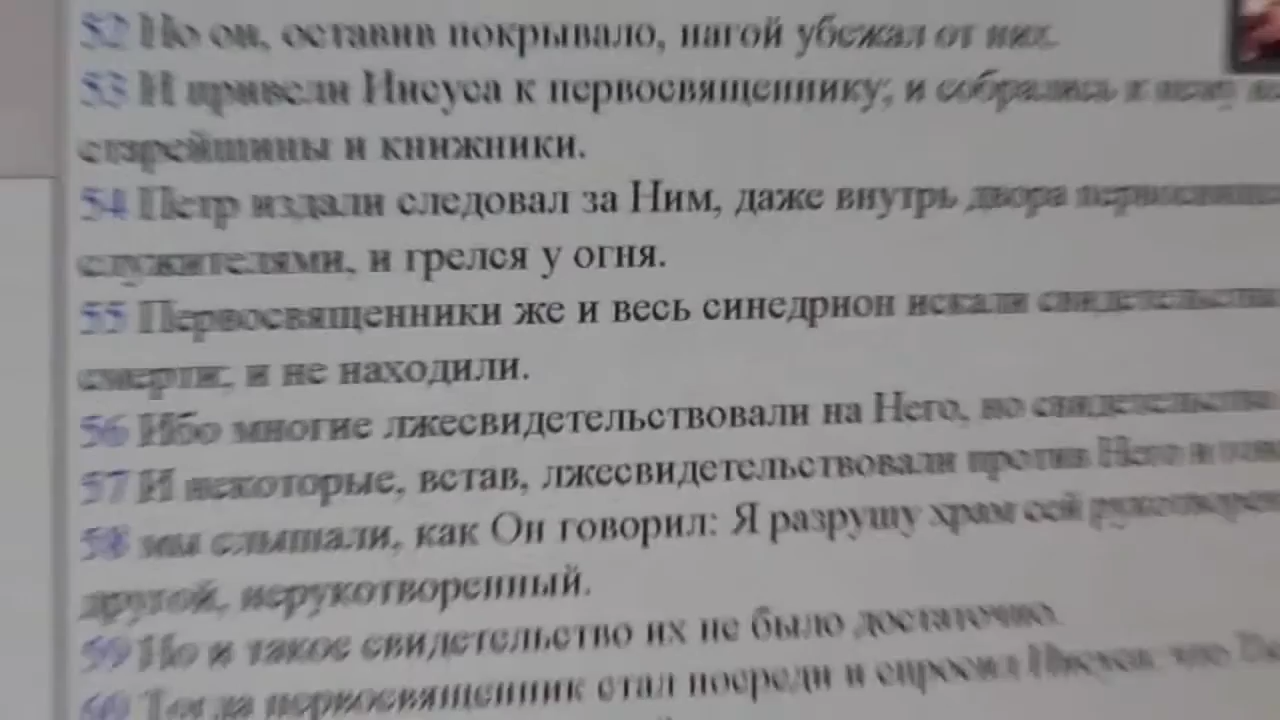 52 Но он, оставив покрывало, нагой убежал от них.
53 И привели Иисуса к первосвященнику; и собрались к нему
старейшины и книжники.
54 Петр издали следовал за Ним, даже внутрь двора
служителями, и грелся у огня.
55 Первосвященники же и весь синедрион искали
смерти; и не находили.
56 Ибо многие лжесвидетельствовали на Него, но
57 И некоторые, встав, лжесвидетельствовали против Него и
58 мы слышали, как Он говорил: Я разрушу храм сей
другой, нерукотворенный.
59 Но и такое свидетельство их не было достаточно.
60 Тогда первосвященник стал посреди и спросил Иисуса: что